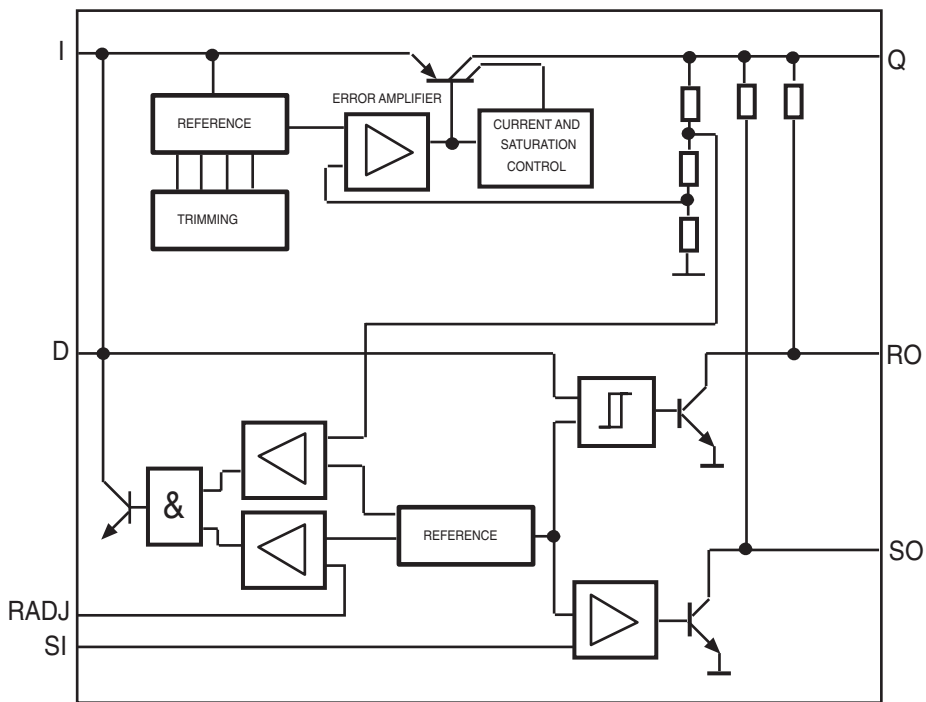 I
Q
ERROR AMPLIFIER
REFERENCE
CURRENT AND
SATURATION
CONTROL
TRIMMING
D
RO
&
REFERENCE
SO
RADJ
SI